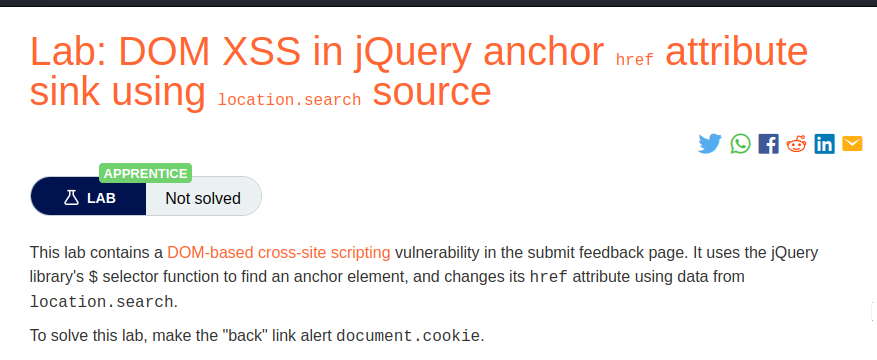 Lab: DOM XSS in jQuery anchor href attribute
sink using location.search source
APPRENTICE
LAB Not solved
This lab contains a DOM-based cross-site scripting vulnerability in the submit feedback page. It uses the jQuery
library's $ selector function to find an anchor element, and changes its href attribute using data from
location.search.
To solve this lab, make the "back" link alert document.cookie.